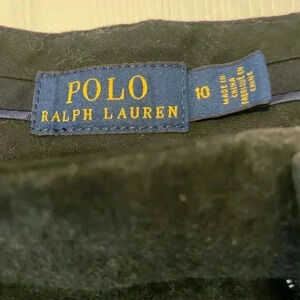 POLO
RALPH LAUREN
10
MADE IN
CHINA
FABRIQUÉ EN
CHINE